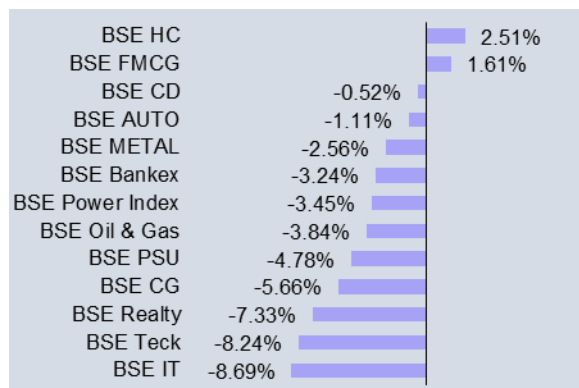 BSE HC 2.51%
BSE FMCG 1.61%
BSE CD -0.52%
BSE AUTO -1.11%
BSE METAL -2.56%
BSE Bankex -3.24%
BSE Power Index -3.45%
BSE Oil & Gas -3.84%
BSE PSU -4.78%
BSE CG -5.66%
BSE Realty -7.33%
BSE Teck -8.24%
BSE IT -8.69%